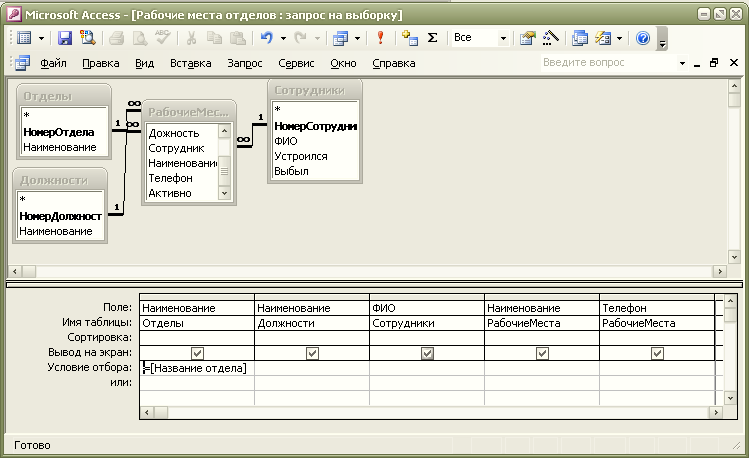 Microsoft Access - [Рабочие места отделов : запрос на выборку]
Все
Файл Правка Вид Вставка Запрос Сервис Окно Справка Введите вопрос
Отделы
*
НомерОтдела
Наименование
РабочиеМес...
Дожность
Сотрудник
Наименование
Телефон
Активно
Сотрудники
*
НомерСотрудни
ФИО
Устроился
Выбыл
Должности
*
НомерДолжност
Наименование
1 ∞ ∞ 1 ∞ 1
Поле: Наименование Наименование ФИО Наименование Телефон
Имя таблицы: Отделы Должности Сотрудники РабочиеМеста РабочиеМеста
Сортировка:
Вывод на экран:
Условие отбора: =[Название отдела]
или:
Готово